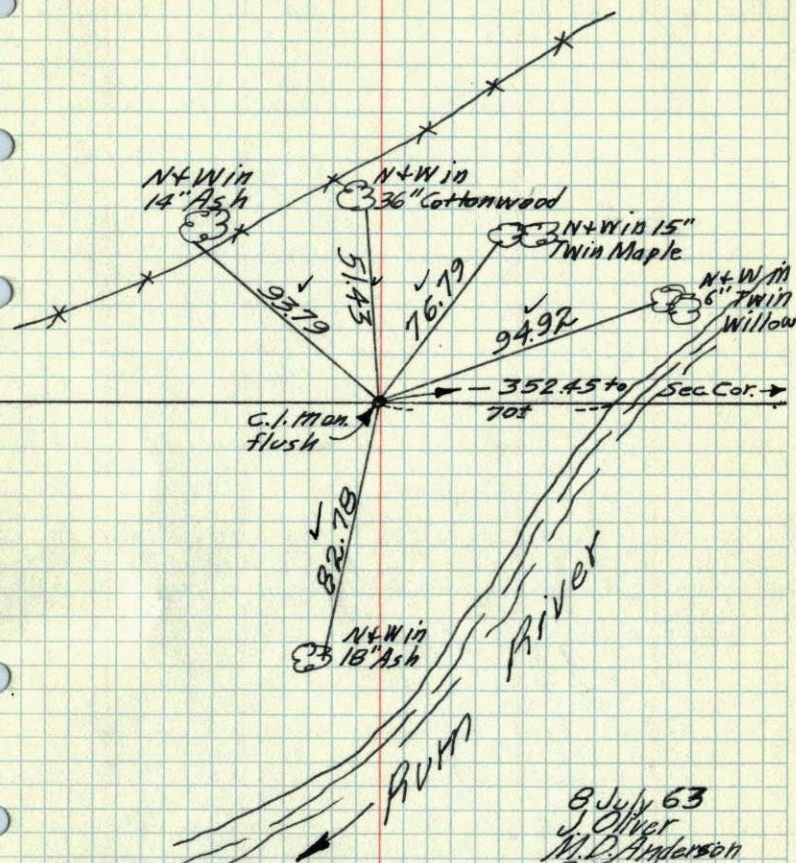 N+W in
14" Ash
N+W in
36" Cottonwood
N+W in 15"
Twin Maple
N+W in
6" Twin
Willow
93.79 ✓
51.43 ✓
76.79 ✓
94.92 ✓
352.45 to Sec. Cor.
70±
C.I. Mon.
flush
82.78 ✓
N+W in
18" Ash
Rum River
8 July 63
J. Oliver
M.D. Anderson